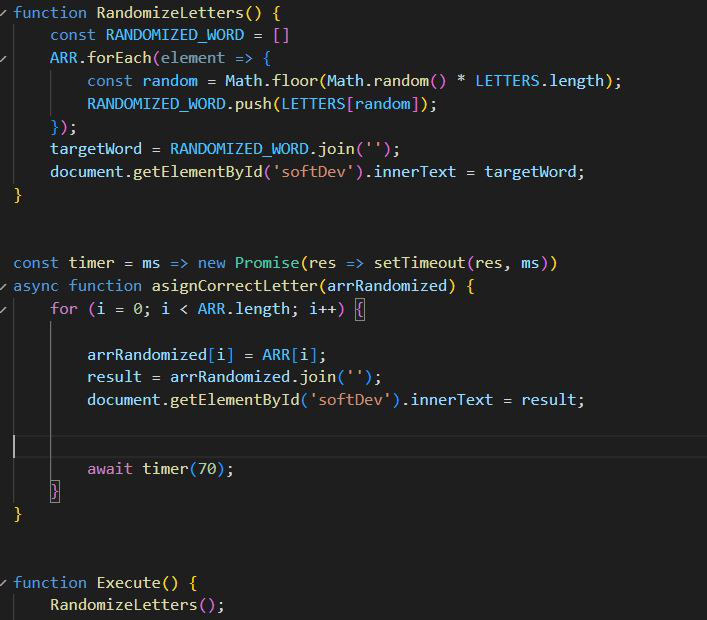 function RandomizeLetters() {
    const RANDOMIZED_WORD = []
    ARR.forEach(element => {
        const random = Math.floor(Math.random() * LETTERS.length);
        RANDOMIZED_WORD.push(LETTERS[random]);
    });
    targetWord = RANDOMIZED_WORD.join('');
    document.getElementById('softDev').innerText = targetWord;
}
const timer = ms => new Promise(res => setTimeout(res, ms))
async function asignCorrectLetter(arrRandomized) {
    for (i = 0; i < ARR.length; i++) {
        arrRandomized[i] = ARR[i];
        result = arrRandomized.join('');
        document.getElementById('softDev').innerText = result;
        await timer(70);
    }
}
function Execute() {
    RandomizeLetters();